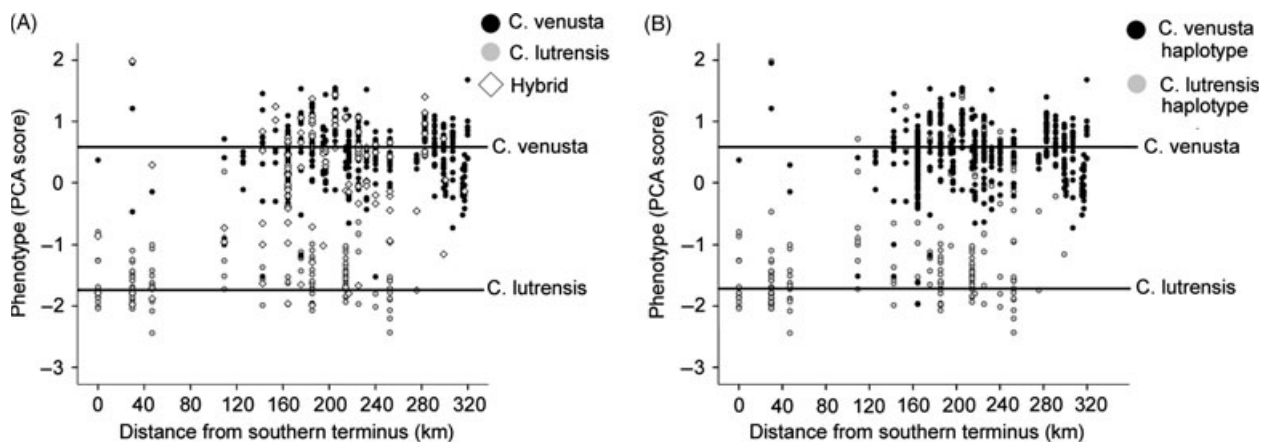 (A)
C. venusta
C. lutrensis
Hybrid
Phenotype (PCA score)
2
1
0
−1
−2
−3
C. venusta
C. lutrensis
0 40 80 120 160 200 240 280 320
Distance from southern terminus (km)
(B)
C. venusta
haplotype
C. lutrensis
haplotype
Phenotype (PCA score)
2
1
0
−1
−2
−3
C. venusta
C. lutrensis
0 40 80 120 160 200 240 280 320
Distance from southern terminus (km)